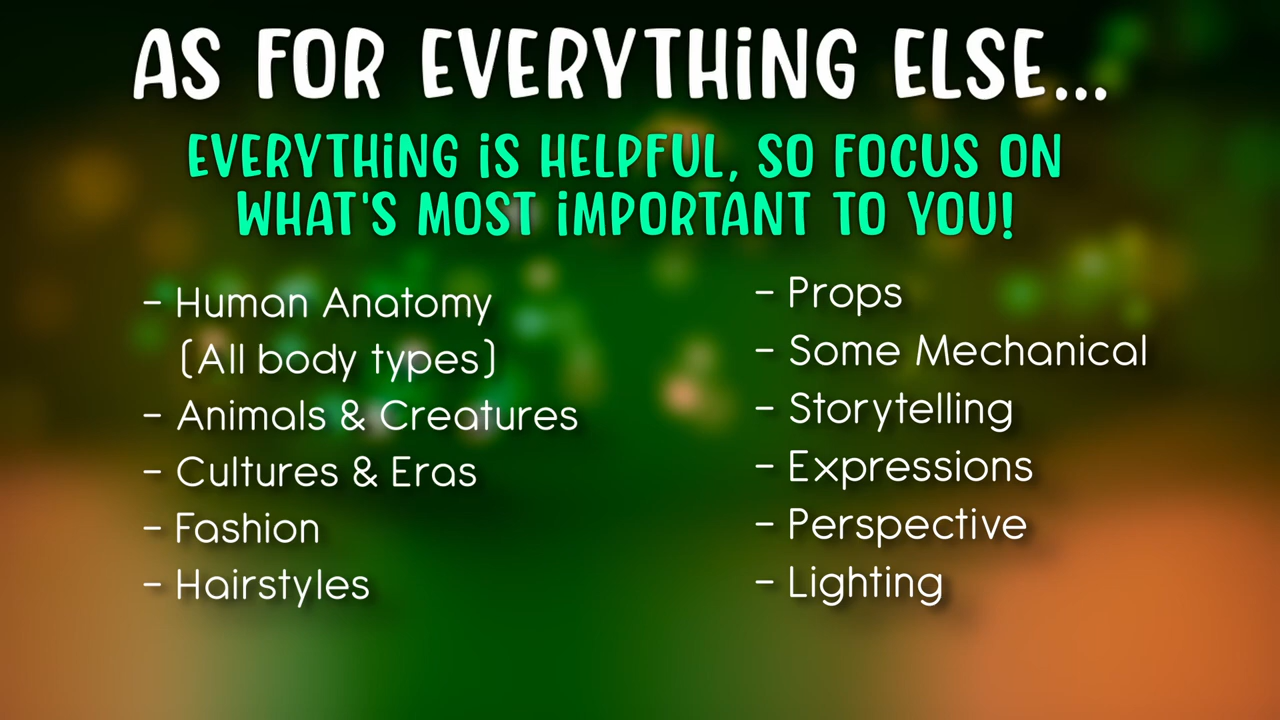 AS FOR EVERYTHiNG ELSE...
EVERYTHiNG iS HELPFUL, SO FOCUS ON
WHAT'S MOST iMPORTANT TO YOU!
- Human Anatomy
(All body types)
- Animals & Creatures
- Cultures & Eras
- Fashion
- Hairstyles
- Props
- Some Mechanical
- Storytelling
- Expressions
- Perspective
- Lighting